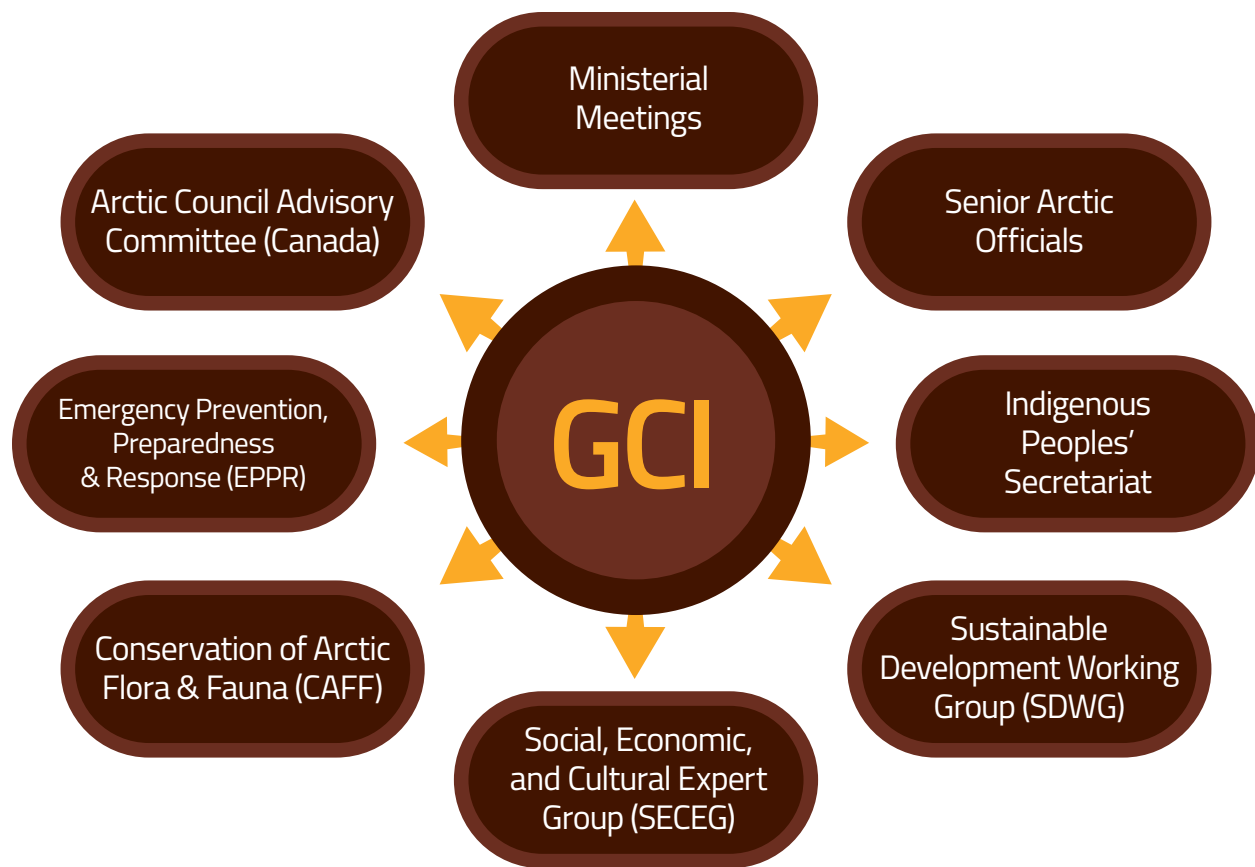 Ministerial
Meetings
Senior Arctic
Officials
Indigenous
Peoples’
Secretariat
Sustainable
Development Working
Group (SDWG)
Social, Economic,
and Cultural Expert
Group (SECEG)
Conservation of Arctic
Flora & Fauna (CAFF)
Emergency Prevention,
Preparedness
& Response (EPPR)
Arctic Council Advisory
Committee (Canada)
GCI